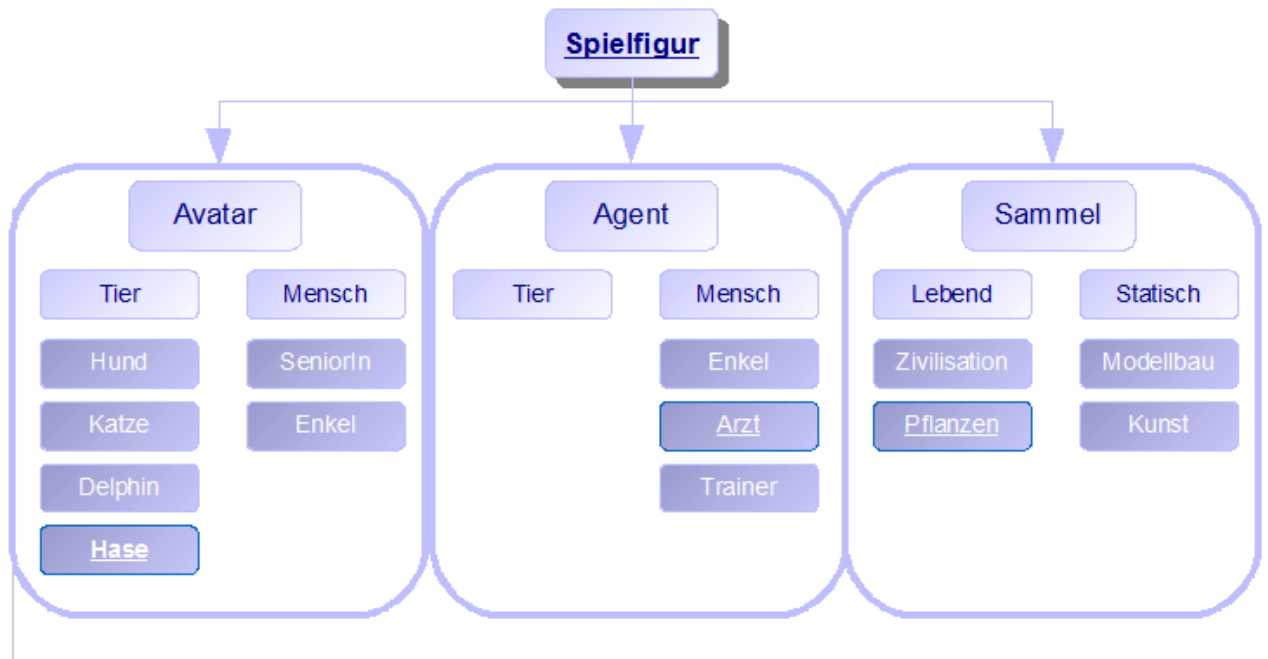 Spielfigur
Avatar
Tier
Mensch
Hund
SeniorIn
Katze
Enkel
Delphin
Hase
Agent
Tier
Mensch
Enkel
Arzt
Trainer
Sammel
Lebend
Statisch
Zivilisation
Modellbau
Pflanzen
Kunst